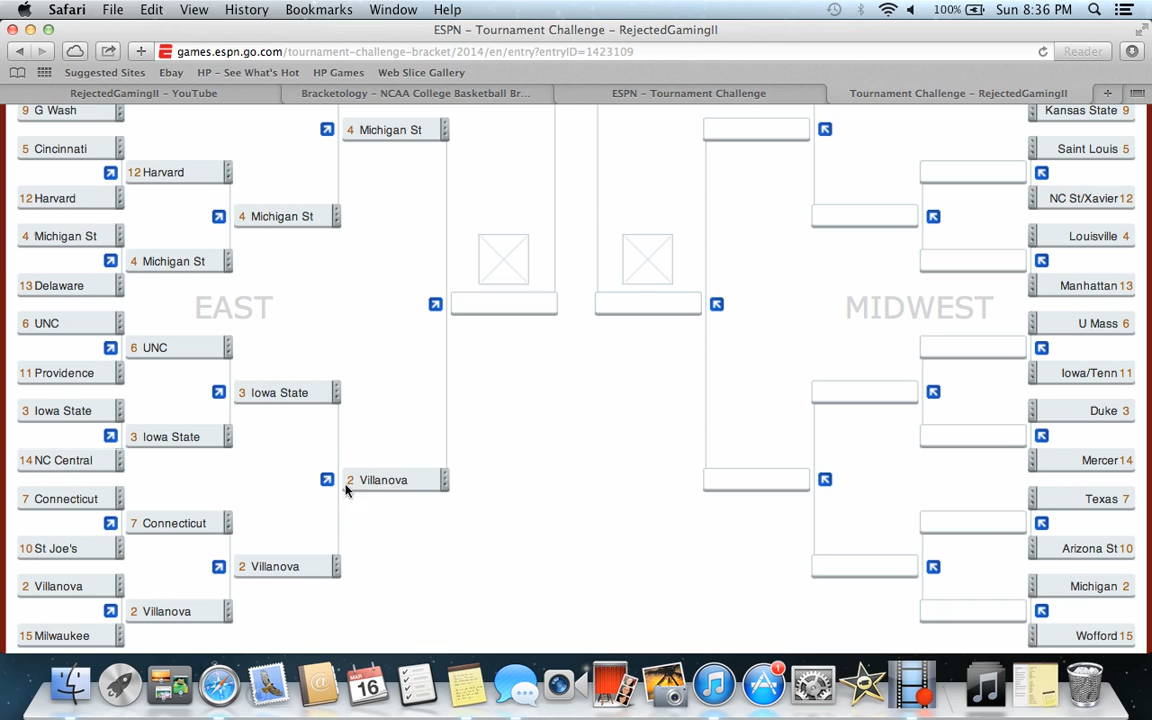 Safari File Edit View History Bookmarks Window Help 100% Sun 8:36 PM
ESPN – Tournament Challenge - RejectedGamingII
games.espn.go.com/tournament-challenge-bracket/2014/en/entry?entryID=1423109 Reader
Suggested Sites Ebay HP – See What's Hot HP Games Web Slice Gallery
RejectedGamingII – YouTube Bracketology – NCAA College Basketball Br... ESPN – Tournament Challenge Tournament Challenge – RejectedGamingII
9 G Wash
5 Cincinnati
12 Harvard
4 Michigan St
13 Delaware
6 UNC
11 Providence
3 Iowa State
14 NC Central
7 Connecticut
10 St Joe's
2 Villanova
15 Milwaukee
12 Harvard
4 Michigan St
EAST
6 UNC
3 Iowa State
7 Connecticut
2 Villanova
4 Michigan St
3 Iowa State
2 Villanova
4 Michigan St
2 Villanova
MIDWEST
Kansas State 9
Saint Louis 5
NC St/Xavier 12
Louisville 4
Manhattan 13
U Mass 6
Iowa/Tenn 11
Duke 3
Mercer 14
Texas 7
Arizona St 10
Michigan 2
Wofford 15
MAR
16
1